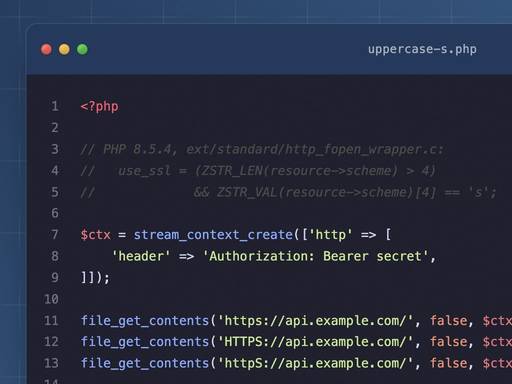 uppercase-s.php
1 <?php
2
3 // PHP 8.5.4, ext/standard/http_fopen_wrapper.c:
4 //   use_ssl = (ZSTR_LEN(resource->scheme) > 4)
5 //             && ZSTR_VAL(resource->scheme)[4] == 's';
6
7 $ctx = stream_context_create(['http' => [
8     'header' => 'Authorization: Bearer secret',
9 ]]);
10
11 file_get_contents('https://api.example.com/', false, $ctx
12 file_get_contents('HTTPS://api.example.com/', false, $ctx
13 file_get_contents('httpS://api.example.com/', false, $ctx
14